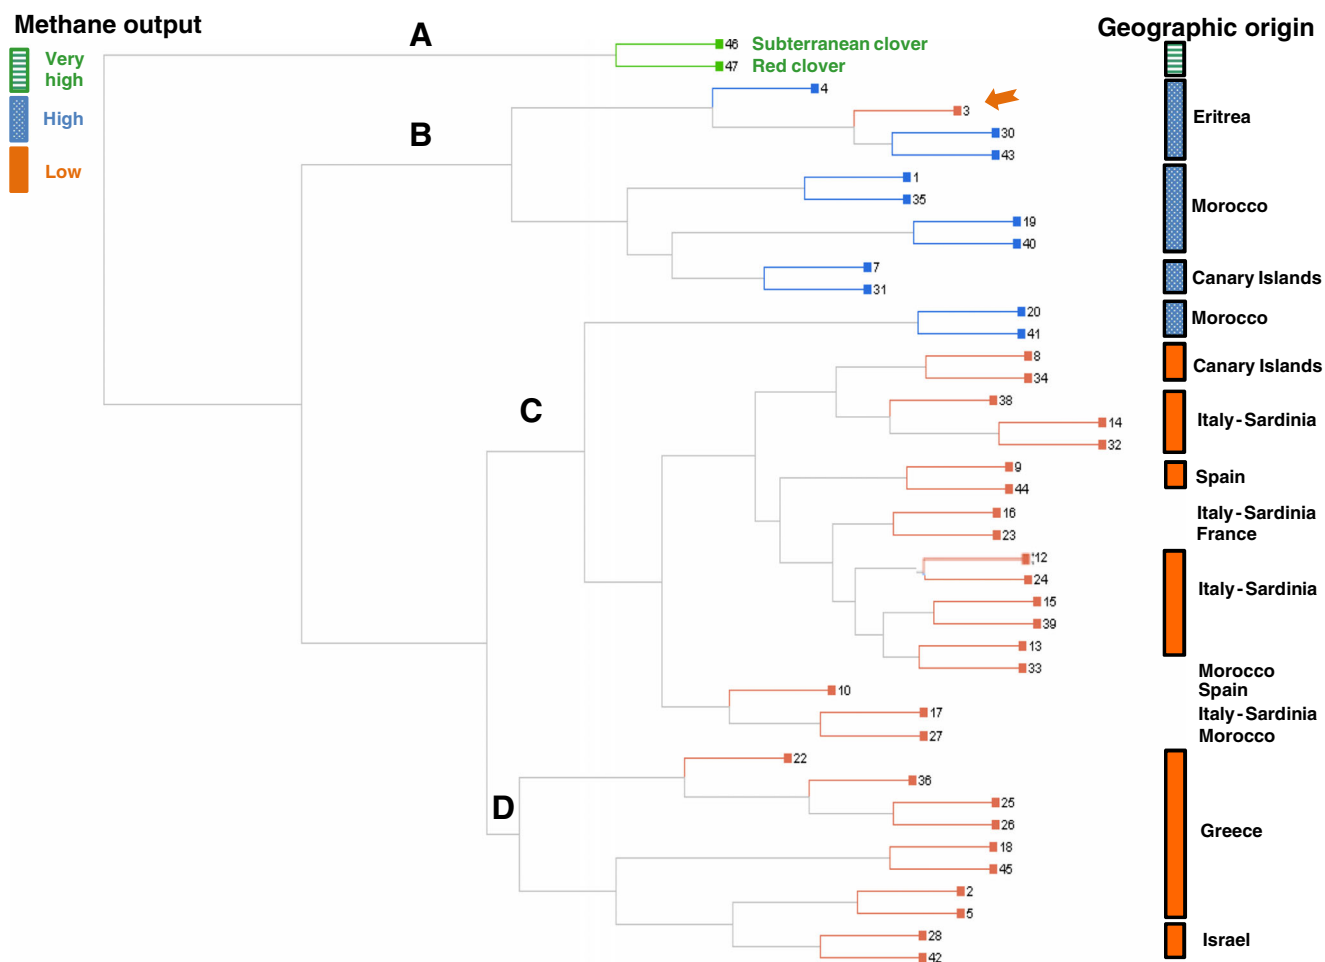 Methane output
Very
high
High
Low
A
B
C
D
46 Subterranean clover
47 Red clover
4
3
30
43
1
35
19
40
7
31
20
41
8
34
38
14
32
9
44
16
23
12
24
15
39
13
33
10
17
27
22
36
25
26
18
45
2
5
28
42
Geographic origin
Eritrea
Morocco
Canary Islands
Morocco
Canary Islands
Italy-Sardinia
Spain
Italy-Sardinia
France
Italy-Sardinia
Morocco
Spain
Italy-Sardinia
Morocco
Greece
Israel